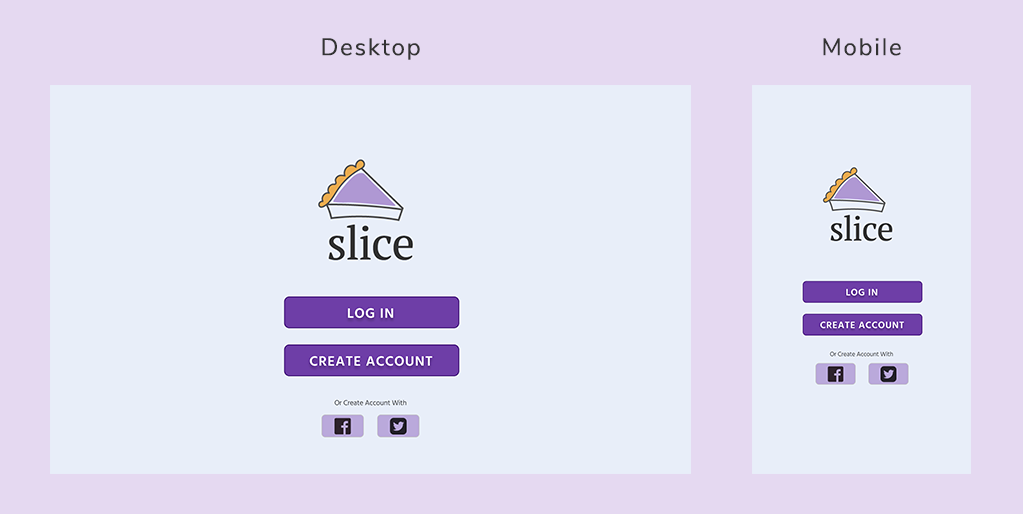 Desktop
slice
LOG IN
CREATE ACCOUNT
Or Create Account With
Mobile
slice
LOG IN
CREATE ACCOUNT
Or Create Account With